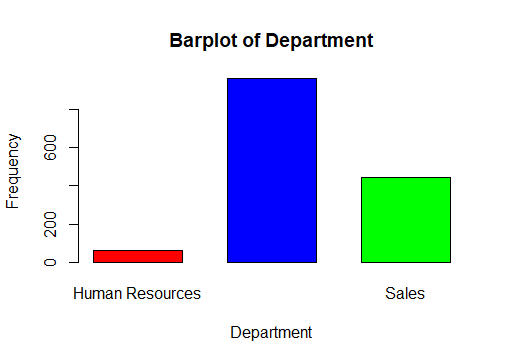 Barplot of Department
Frequency
600
200
0
Human Resources
Sales
Department